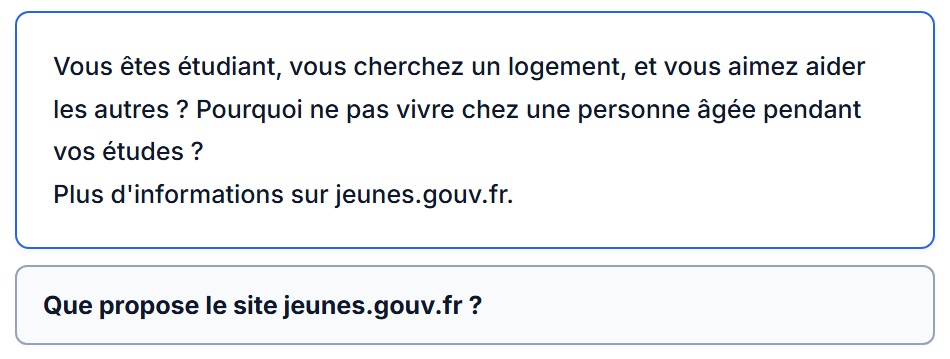 Vous êtes étudiant, vous cherchez un logement, et vous aimez aider
les autres ? Pourquoi ne pas vivre chez une personne âgée pendant
vos études ?
Plus d'informations sur jeunes.gouv.fr.
Que propose le site jeunes.gouv.fr ?